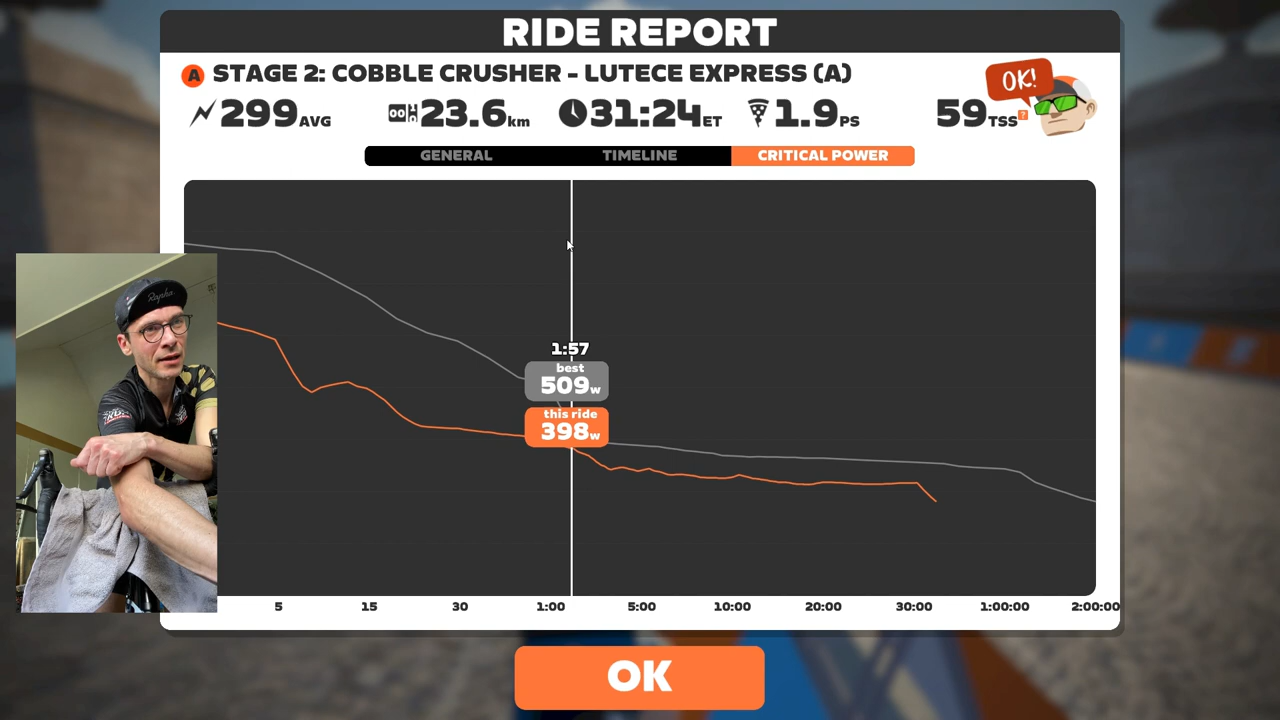 RIDE REPORT
A STAGE 2: COBBLE CRUSHER - LUTECE EXPRESS (A)
299AVG 23.6km 31:24ET 1.9PS 59TSS?
OK!
GENERAL TIMELINE CRITICAL POWER
1:57
best
509w
this ride
398w
Rapha
5 15 30 1:00 5:00 10:00 20:00 30:00 1:00:00 2:00:00
OK